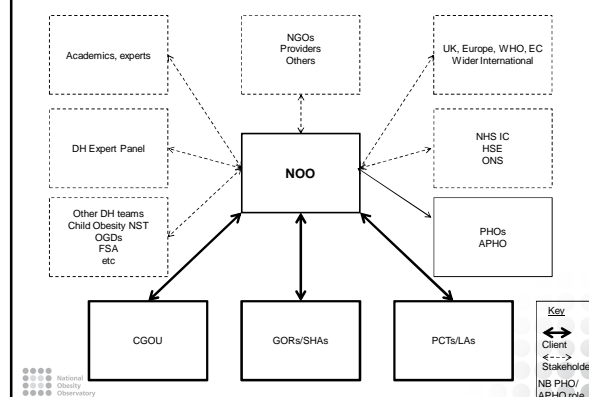 Academics, experts
NGOs
Providers
Others
UK, Europe, WHO, EC
Wider International
DH Expert Panel
NOO
NHS IC
HSE
ONS
Other DH teams
Child Obesity NST
OGDs
FSA
etc
PHOs
APHO
CGOU
GORs/SHAs
PCTs/LAs
Key
Client
Stakeholde
NB PHO/
APHO role
National
Obesity
Observatory